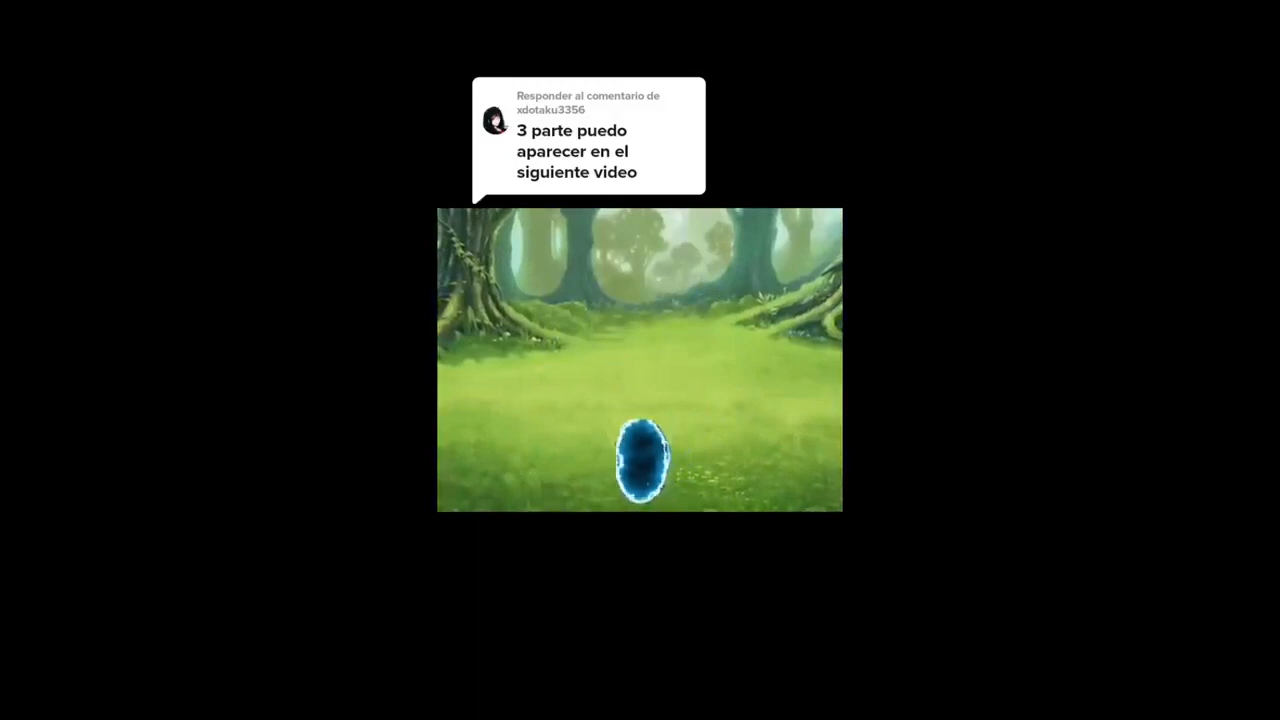 Responder al comentario de
xdotaku3356
3 parte puedo
aparecer en el
siguiente video